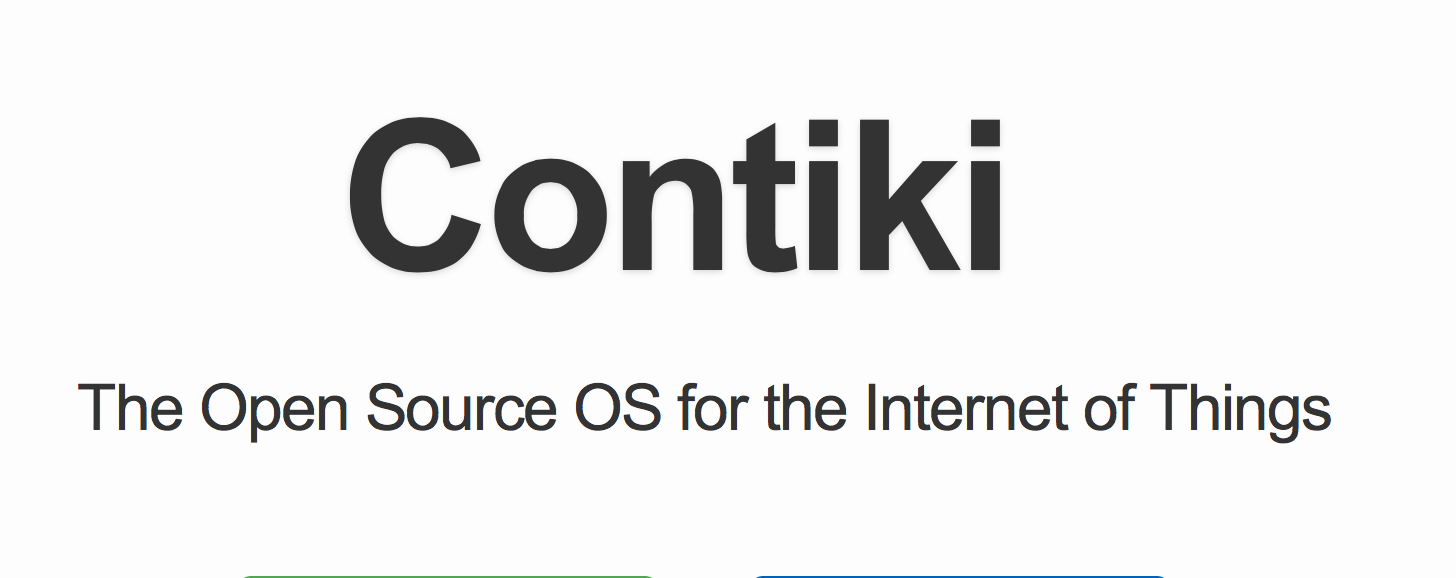 Contiki
The Open Source OS for the Internet of Things